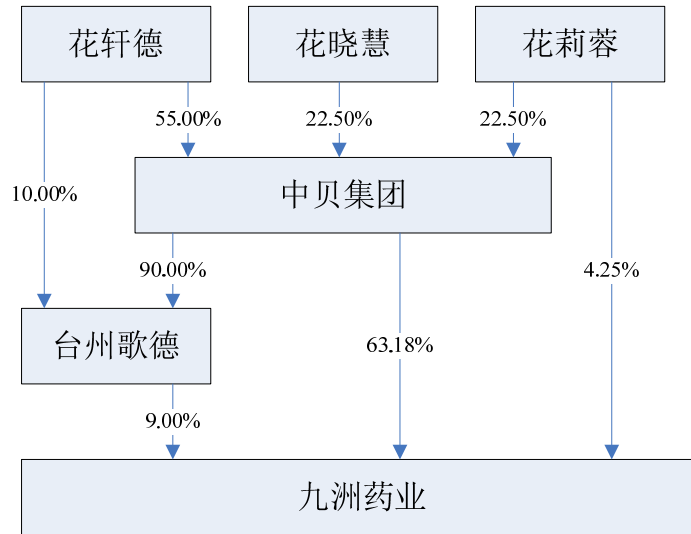 花轩德
花晓慧
花莉蓉
55.00%
22.50%
22.50%
10.00%
中贝集团
90.00%
4.25%
台州歌德
63.18%
9.00%
九洲药业